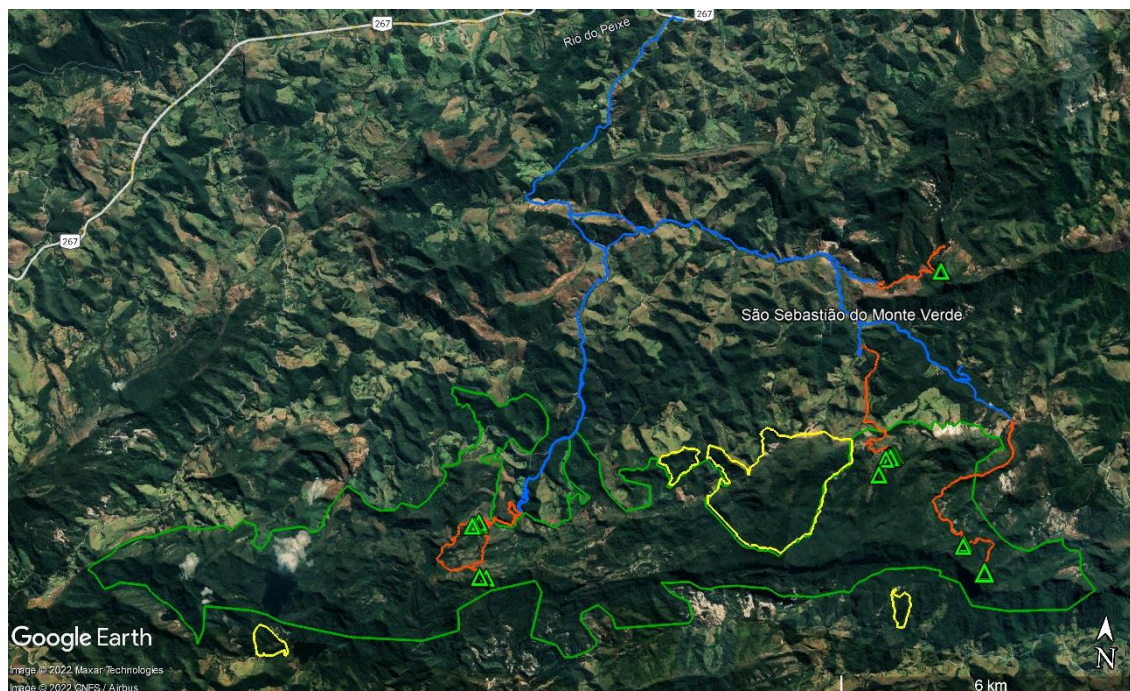 267
267
Rio do Peixe
267
São Sebastião do Monte Verde
Google Earth
Image © 2022 Maxar Technologies
Image © 2022 CNES / Airbus
N
6 km